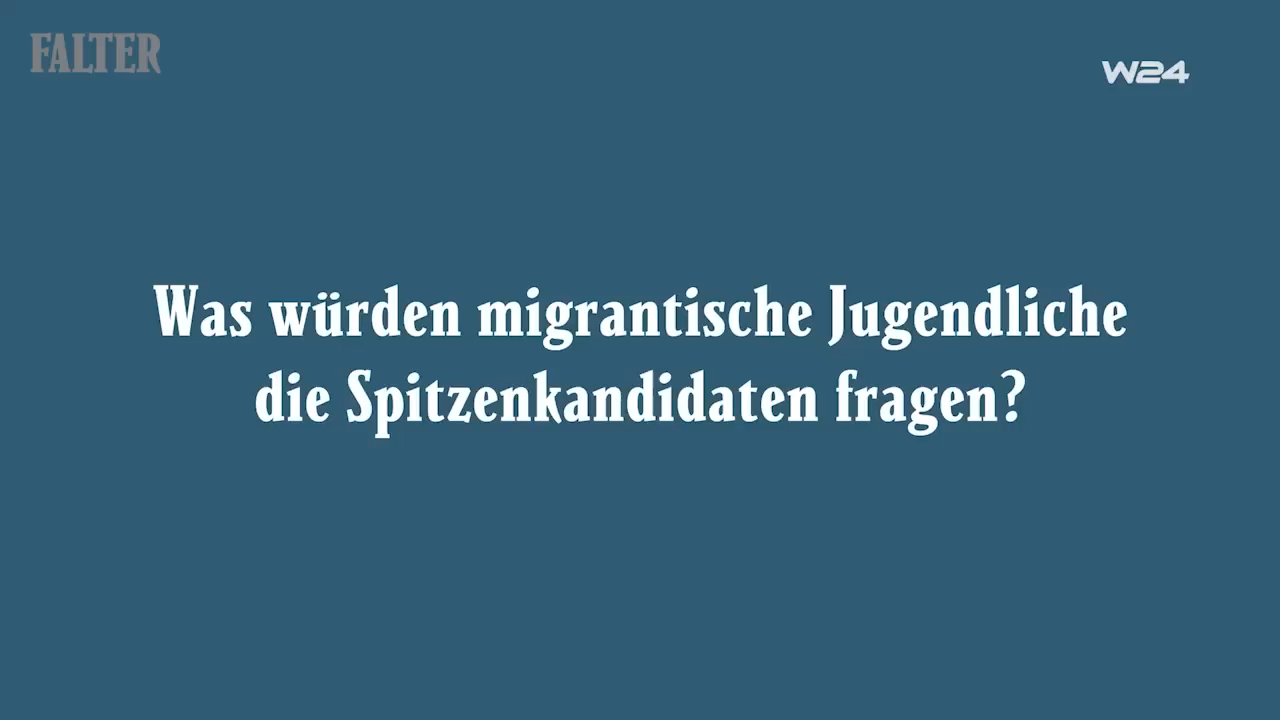 FALTER
W24
Was würden migrantische Jugendliche
die Spitzenkandidaten fragen?